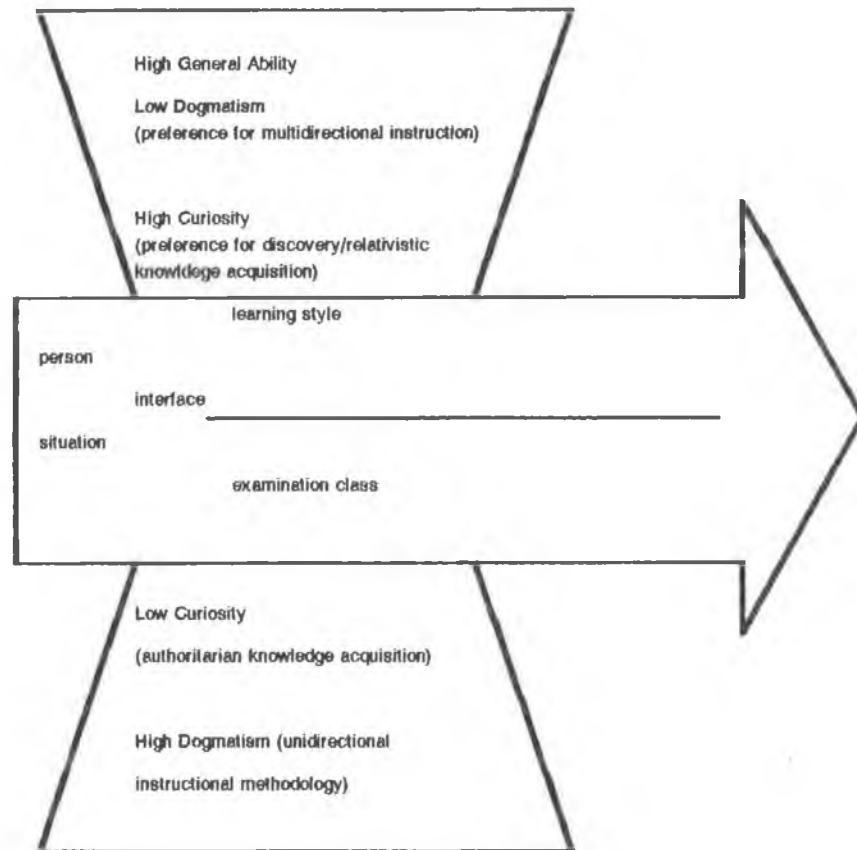 High General Ability
Low Dogmatism
(preference for multidirectional instruction)
High Curiosity
(preference for discovery/relativistic
knowldege acquisition)
learning style
person
interface
situation
examination class
Low Curiosity
(authoritarian knowledge acquisition)
High Dogmatism (unidirectional
instructional methodology)